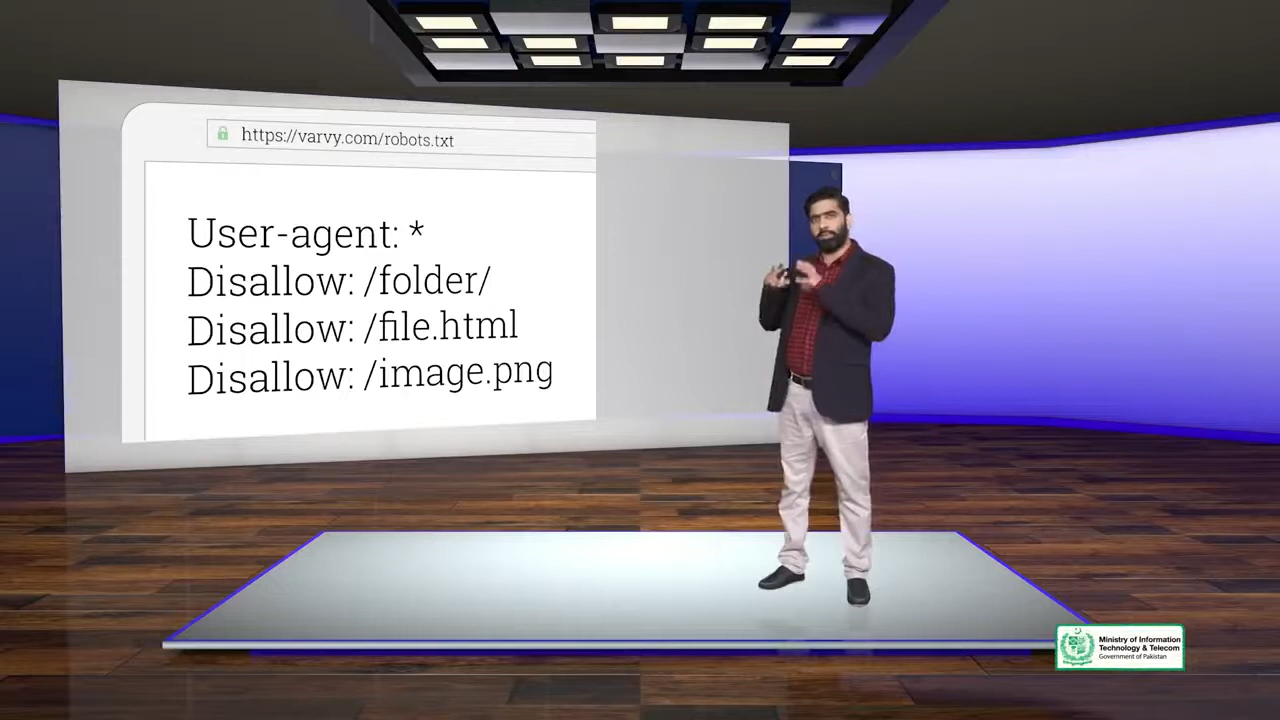 https://varvy.com/robots.txt
User-agent: *
Disallow: /folder/
Disallow: /file.html
Disallow: /image.png
Ministry of Information
Technology & Telecom
Government of Pakistan